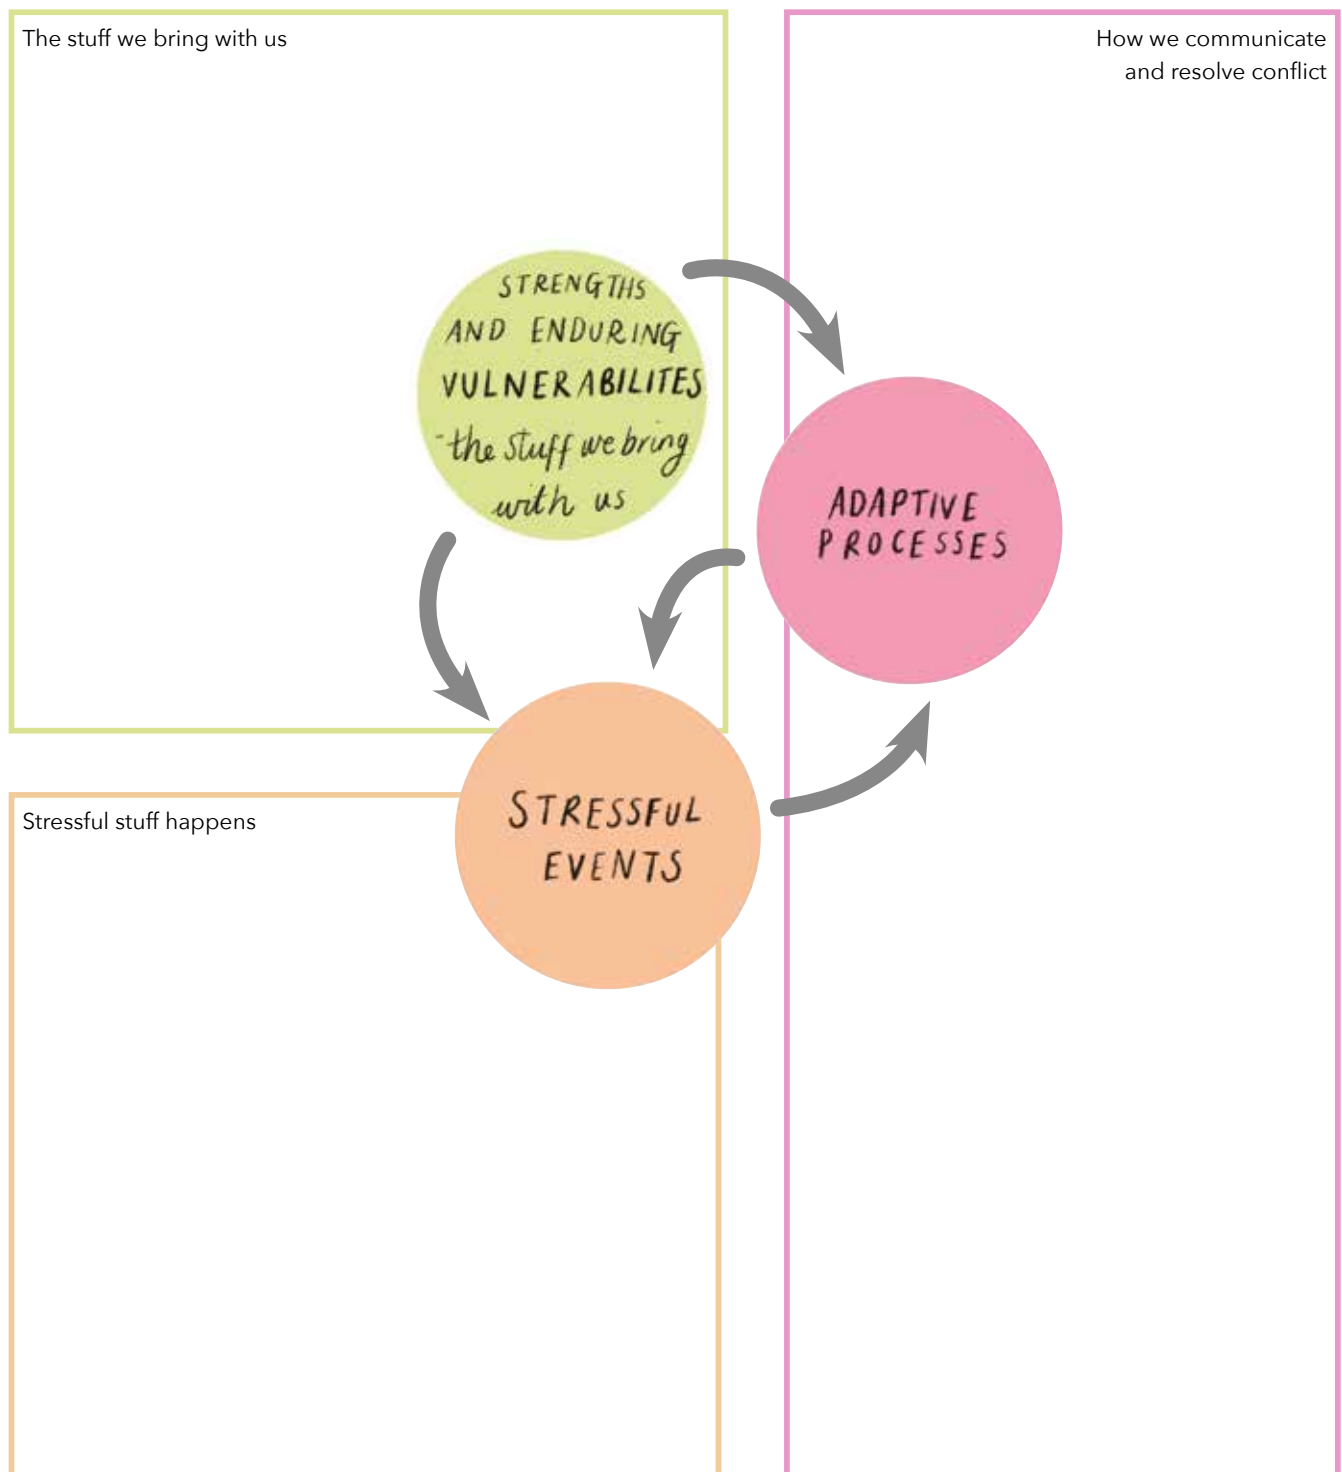 The stuff we bring with us
How we communicate
and resolve conflict
STRENGTHS
AND ENDURING
VULNERABILITES
-the stuff we bring
with us
ADAPTIVE
PROCESSES
Stressful stuff happens
STRESSFUL
EVENTS